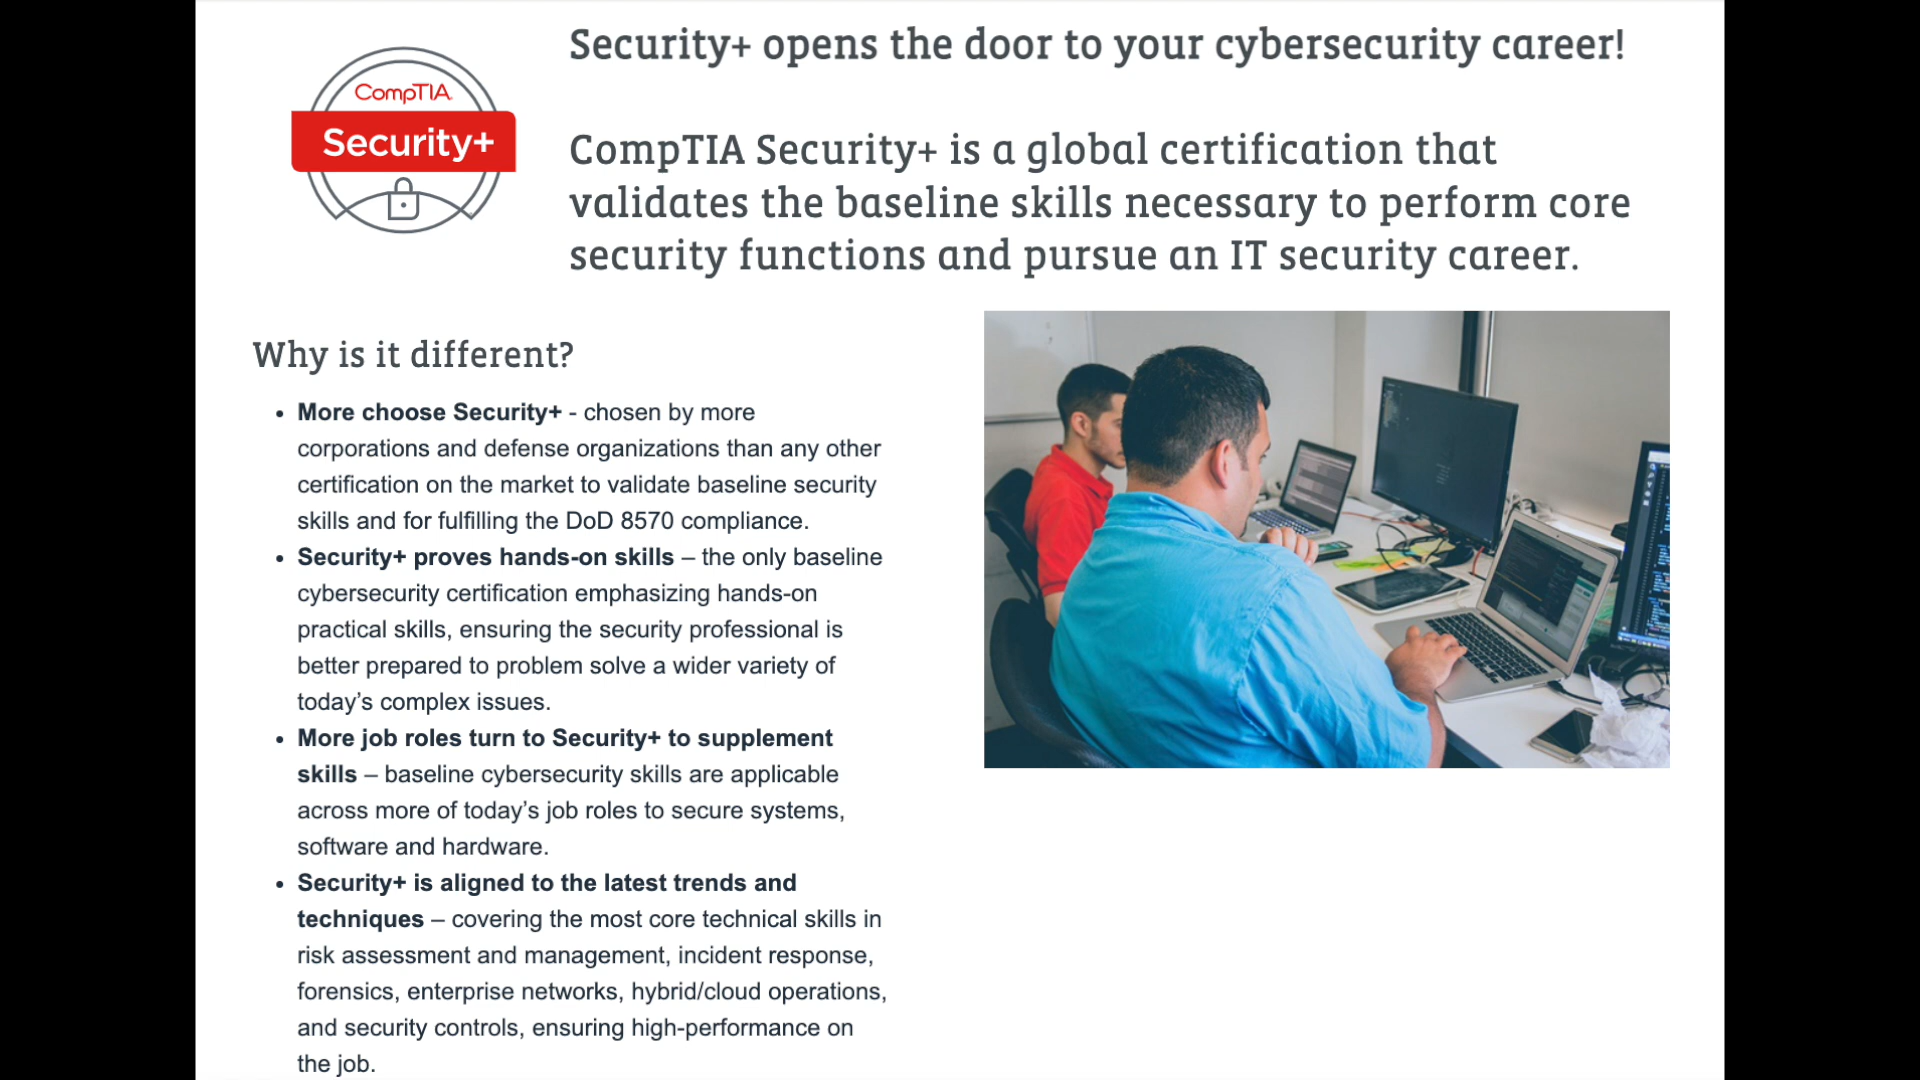 CompTIA
Security+
Security+ opens the door to your cybersecurity career!
CompTIA Security+ is a global certification that
validates the baseline skills necessary to perform core
security functions and pursue an IT security career.
Why is it different?
• More choose Security+ - chosen by more
corporations and defense organizations than any other
certification on the market to validate baseline security
skills and for fulfilling the DoD 8570 compliance.
• Security+ proves hands-on skills – the only baseline
cybersecurity certification emphasizing hands-on
practical skills, ensuring the security professional is
better prepared to problem solve a wider variety of
today’s complex issues.
• More job roles turn to Security+ to supplement
skills – baseline cybersecurity skills are applicable
across more of today’s job roles to secure systems,
software and hardware.
• Security+ is aligned to the latest trends and
techniques – covering the most core technical skills in
risk assessment and management, incident response,
forensics, enterprise networks, hybrid/cloud operations,
and security controls, ensuring high-performance on
the job.